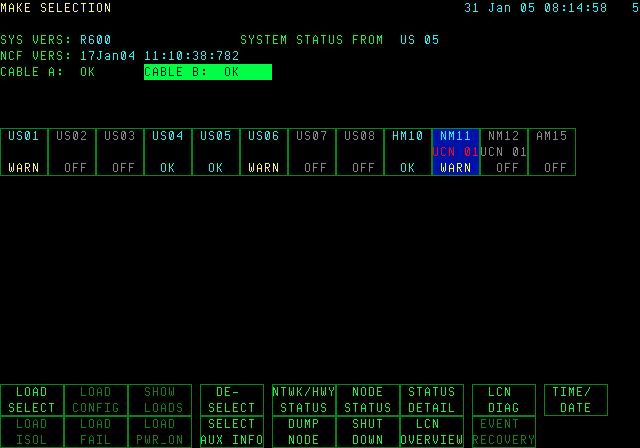 MAKE SELECTION 31 Jan 05 08:14:58 5
SYS VERS: R600 SYSTEM STATUS FROM US 05
NCF VERS: 17Jan04 11:10:38:782
CABLE A: OK CABLE B: OK
US01 US02 US03 US04 US05 US06 US07 US08 HM10 NM11 NM12 AM15
UCN 01 UCN 01
WARN OFF OFF OK OK WARN OFF OFF OK WARN OFF OFF
LOAD LOAD SHOW DE- NTWK/HWY NODE STATUS LCN TIME/
SELECT CONFIG LOADS SELECT STATUS STATUS DETAIL DIAG DATE
LOAD LOAD LOAD SELECT DUMP SHUT LCN EVENT
ISOL FAIL PWR_ON AUX INFO NODE DOWN OVERVIEW RECOVERY